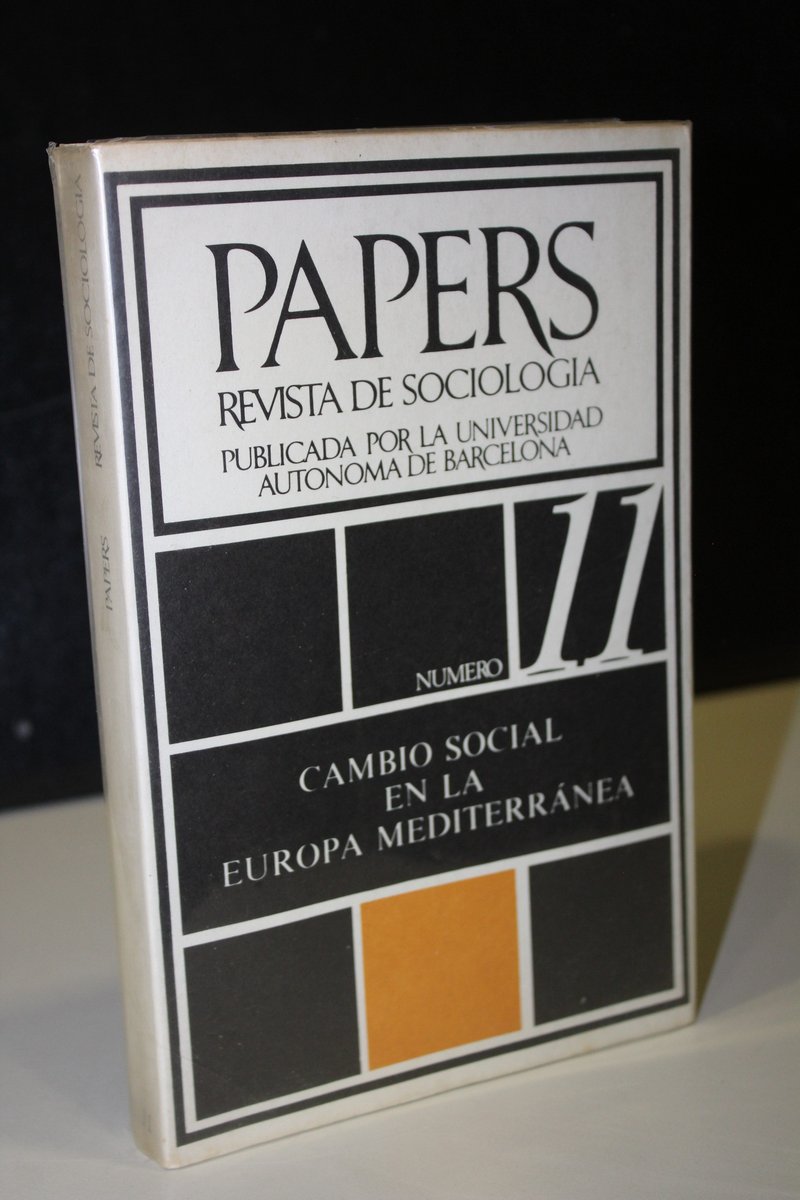 PAPERS
REVISTA DE SOCIOLOGIA
PUBLICADA POR LA UNIVERSIDAD
AUTONOMA DE BARCELONA
NUMERO 11
CAMBIO SOCIAL
EN LA
EUROPA MEDITERRÁNEA
PAPERS REVISTA DE SOCIOLOGIA
11